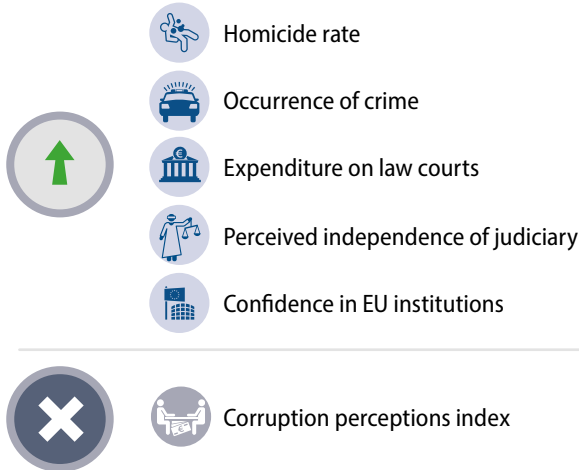 Homicide rate
Occurrence of crime
Expenditure on law courts
Perceived independence of judiciary
Confidence in EU institutions
Corruption perceptions index